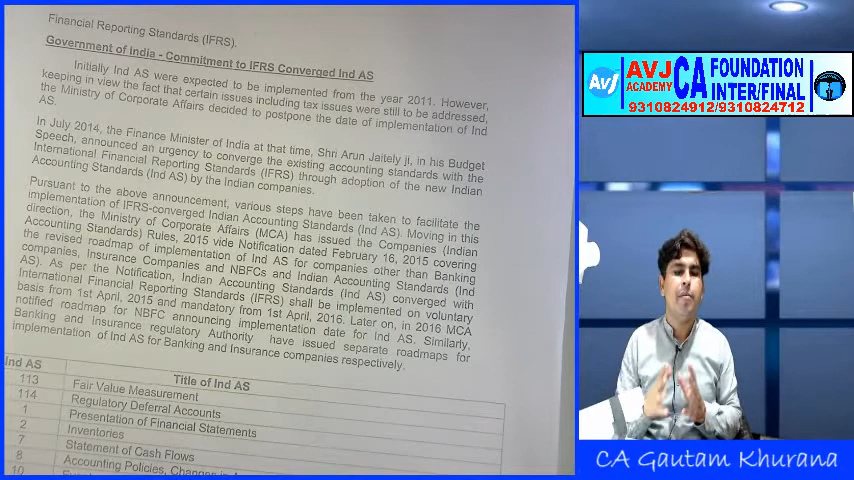 Financial Reporting Standards (IFRS).
Government of India - Commitment to IFRS Converged Ind AS
Initially Ind AS were expected to be implemented from the year 2011. However,
keeping in view the fact that certain issues including tax issues were still to be addressed,
the Ministry of Corporate Affairs decided to postpone the date of implementation of Ind
AS.
In July 2014, the Finance Minister of India at that time, Shri Arun Jaitely ji, in his Budget
Speech, announced an urgency to converge the existing accounting standards with the
International Financial Reporting Standards (IFRS) through adoption of the new Indian
Accounting Standards (Ind AS) by the Indian companies.
Pursuant to the above announcement, various steps have been taken to facilitate the
implementation of IFRS-converged Indian Accounting Standards (Ind AS). Moving in this
direction, the Ministry of Corporate Affairs (MCA) has issued the Companies (Indian
Accounting Standards) Rules, 2015 vide Notification dated February 16, 2015 covering
the revised roadmap of implementation of Ind AS for companies other than Banking
companies, Insurance Companies and NBFCs and Indian Accounting Standards (Ind
AS). As per the Notification, Indian Accounting Standards (Ind AS) converged with
International Financial Reporting Standards (IFRS) shall be implemented on voluntary
basis from 1st April, 2015 and mandatory from 1st April, 2016. Later on, in 2016 MCA
notified roadmap for NBFC announcing implementation date for Ind AS. Similarly,
Banking and Insurance regulatory Authority have issued separate roadmaps for
implementation of Ind AS for Banking and Insurance companies respectively.
Ind AS Title of Ind AS
113 Fair Value Measurement
114 Regulatory Deferral Accounts
1 Presentation of Financial Statements
2 Inventories
7 Statement of Cash Flows
8 Accounting Policies, Changes in
10
AVJ
AVJ
ACADEMY
CA
FOUNDATION
INTER/FINAL
9310824912/9310824712
CA Gautam Khurana